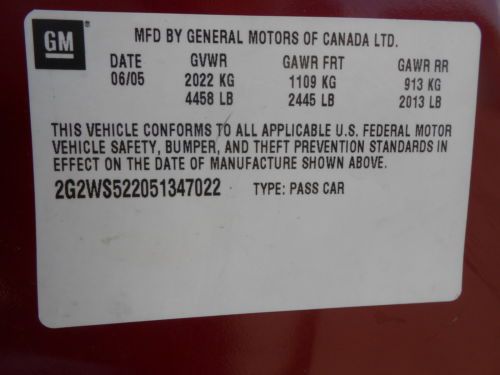 GM
MFD BY GENERAL MOTORS OF CANADA LTD.
DATE GVWR GAWR FRT GAWR RR
06/05 2022 KG 1109 KG 913 KG
4458 LB 2445 LB 2013 LB
THIS VEHICLE CONFORMS TO ALL APPLICABLE U.S. FEDERAL MOTOR
VEHICLE SAFETY, BUMPER, AND THEFT PREVENTION STANDARDS IN
EFFECT ON THE DATE OF MANUFACTURE SHOWN ABOVE.
2G2WS522051347022 TYPE: PASS CAR